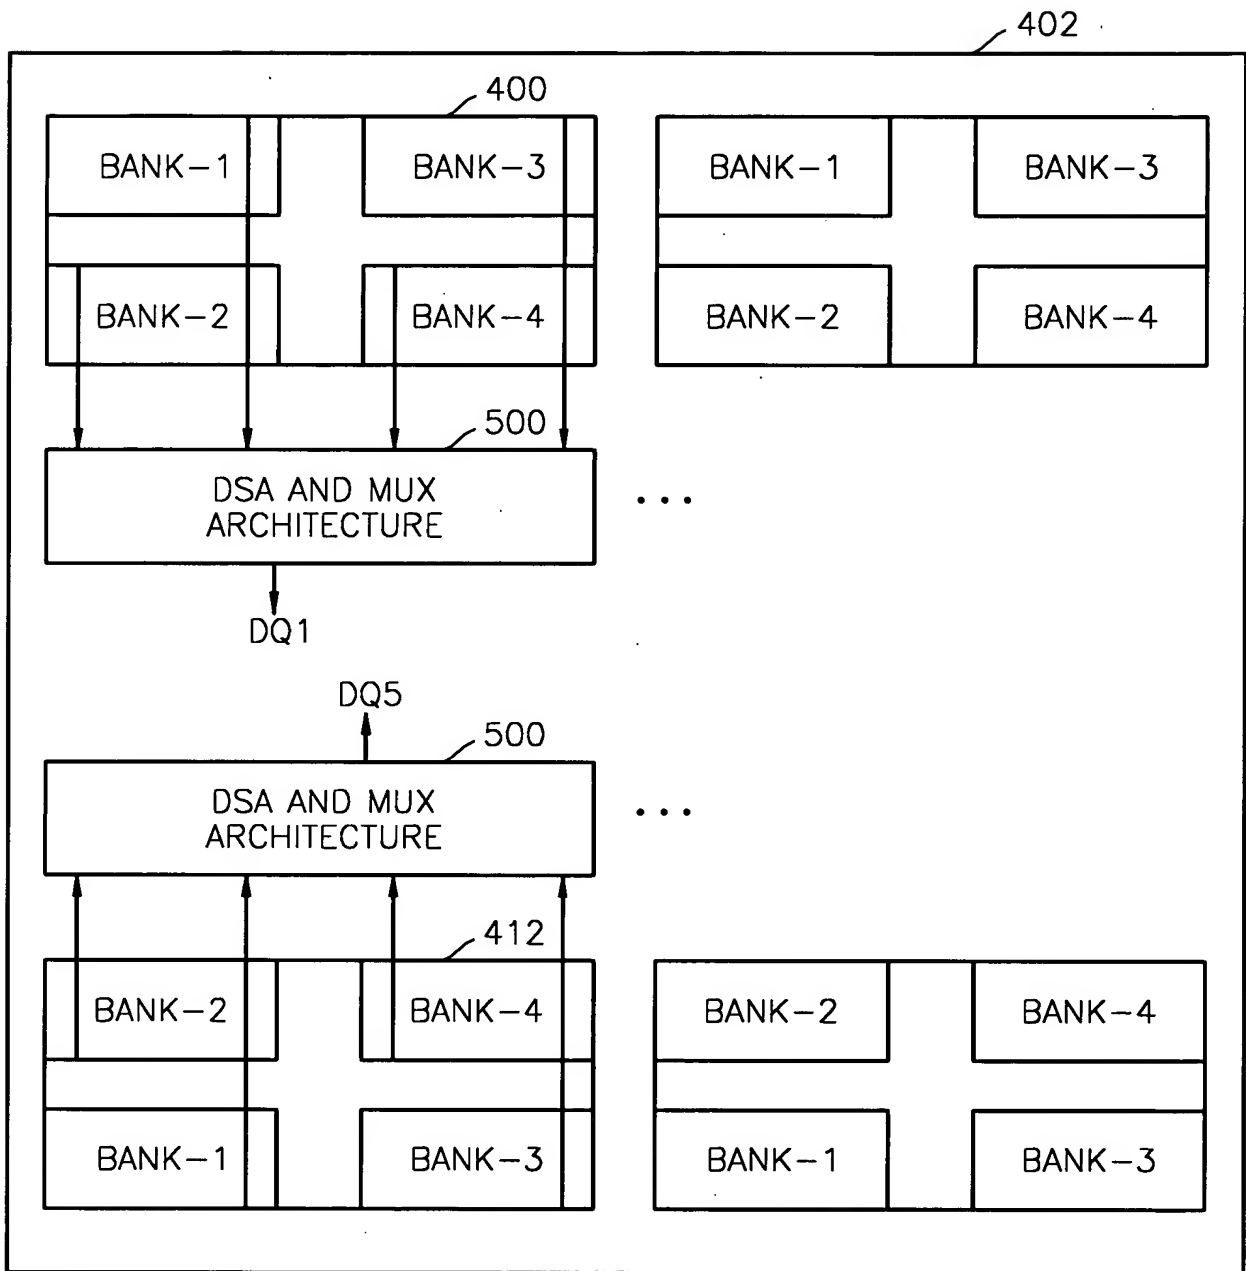 402
400
BANK-1 BANK-3 BANK-1 BANK-3
BANK-2 BANK-4 BANK-2 BANK-4
500
DSA AND MUX
ARCHITECTURE
...
DQ1
DQ5
500
DSA AND MUX
ARCHITECTURE
...
412
BANK-2 BANK-4 BANK-2 BANK-4
BANK-1 BANK-3 BANK-1 BANK-3